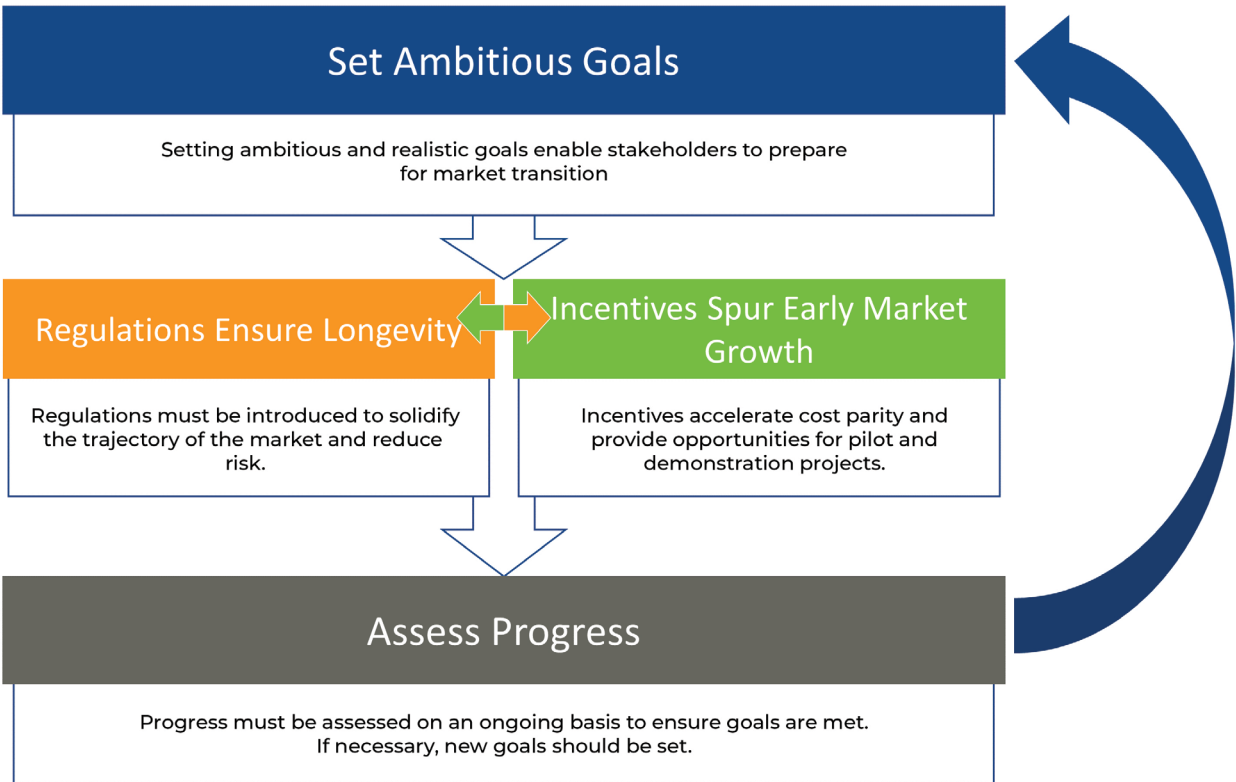 Set Ambitious Goals
Setting ambitious and realistic goals enable stakeholders to prepare
for market transition
Regulations Ensure Longevity
Regulations must be introduced to solidify
the trajectory of the market and reduce
risk.
Incentives Spur Early Market
Growth
Incentives accelerate cost parity and
provide opportunities for pilot and
demonstration projects.
Assess Progress
Progress must be assessed on an ongoing basis to ensure goals are met.
If necessary, new goals should be set.